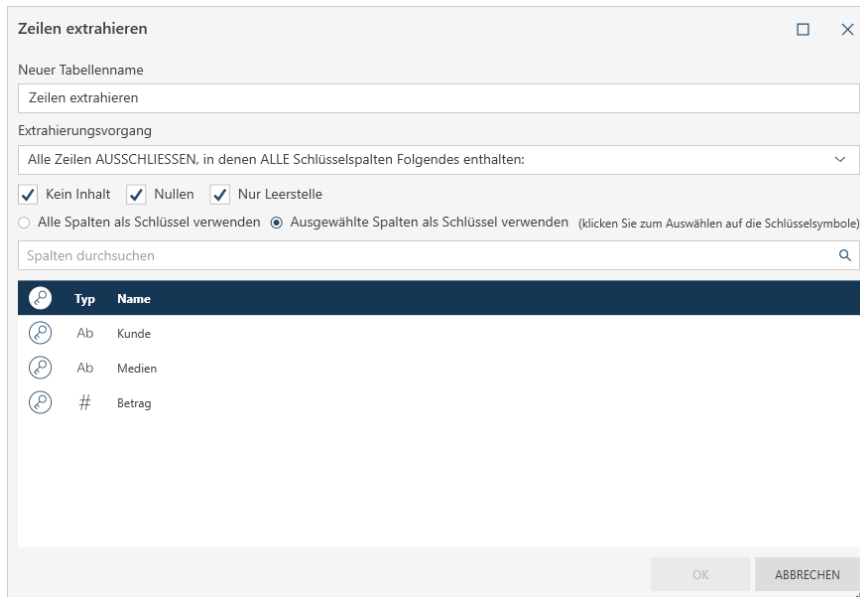 Zeilen extrahieren
Neuer Tabellenname
Zeilen extrahieren
Extrahierungsvorgang
Alle Zeilen AUSSCHLIESSEN, in denen ALLE Schlüsselspalten Folgendes enthalten:
Kein Inhalt Nullen Nur Leerstelle
Alle Spalten als Schlüssel verwenden Ausgewählte Spalten als Schlüssel verwenden (klicken Sie zum Auswählen auf die Schlüsselsymbole)
Spalten durchsuchen
Typ Name
Ab Kunde
Ab Medien
# Betrag
OK ABBRECHEN